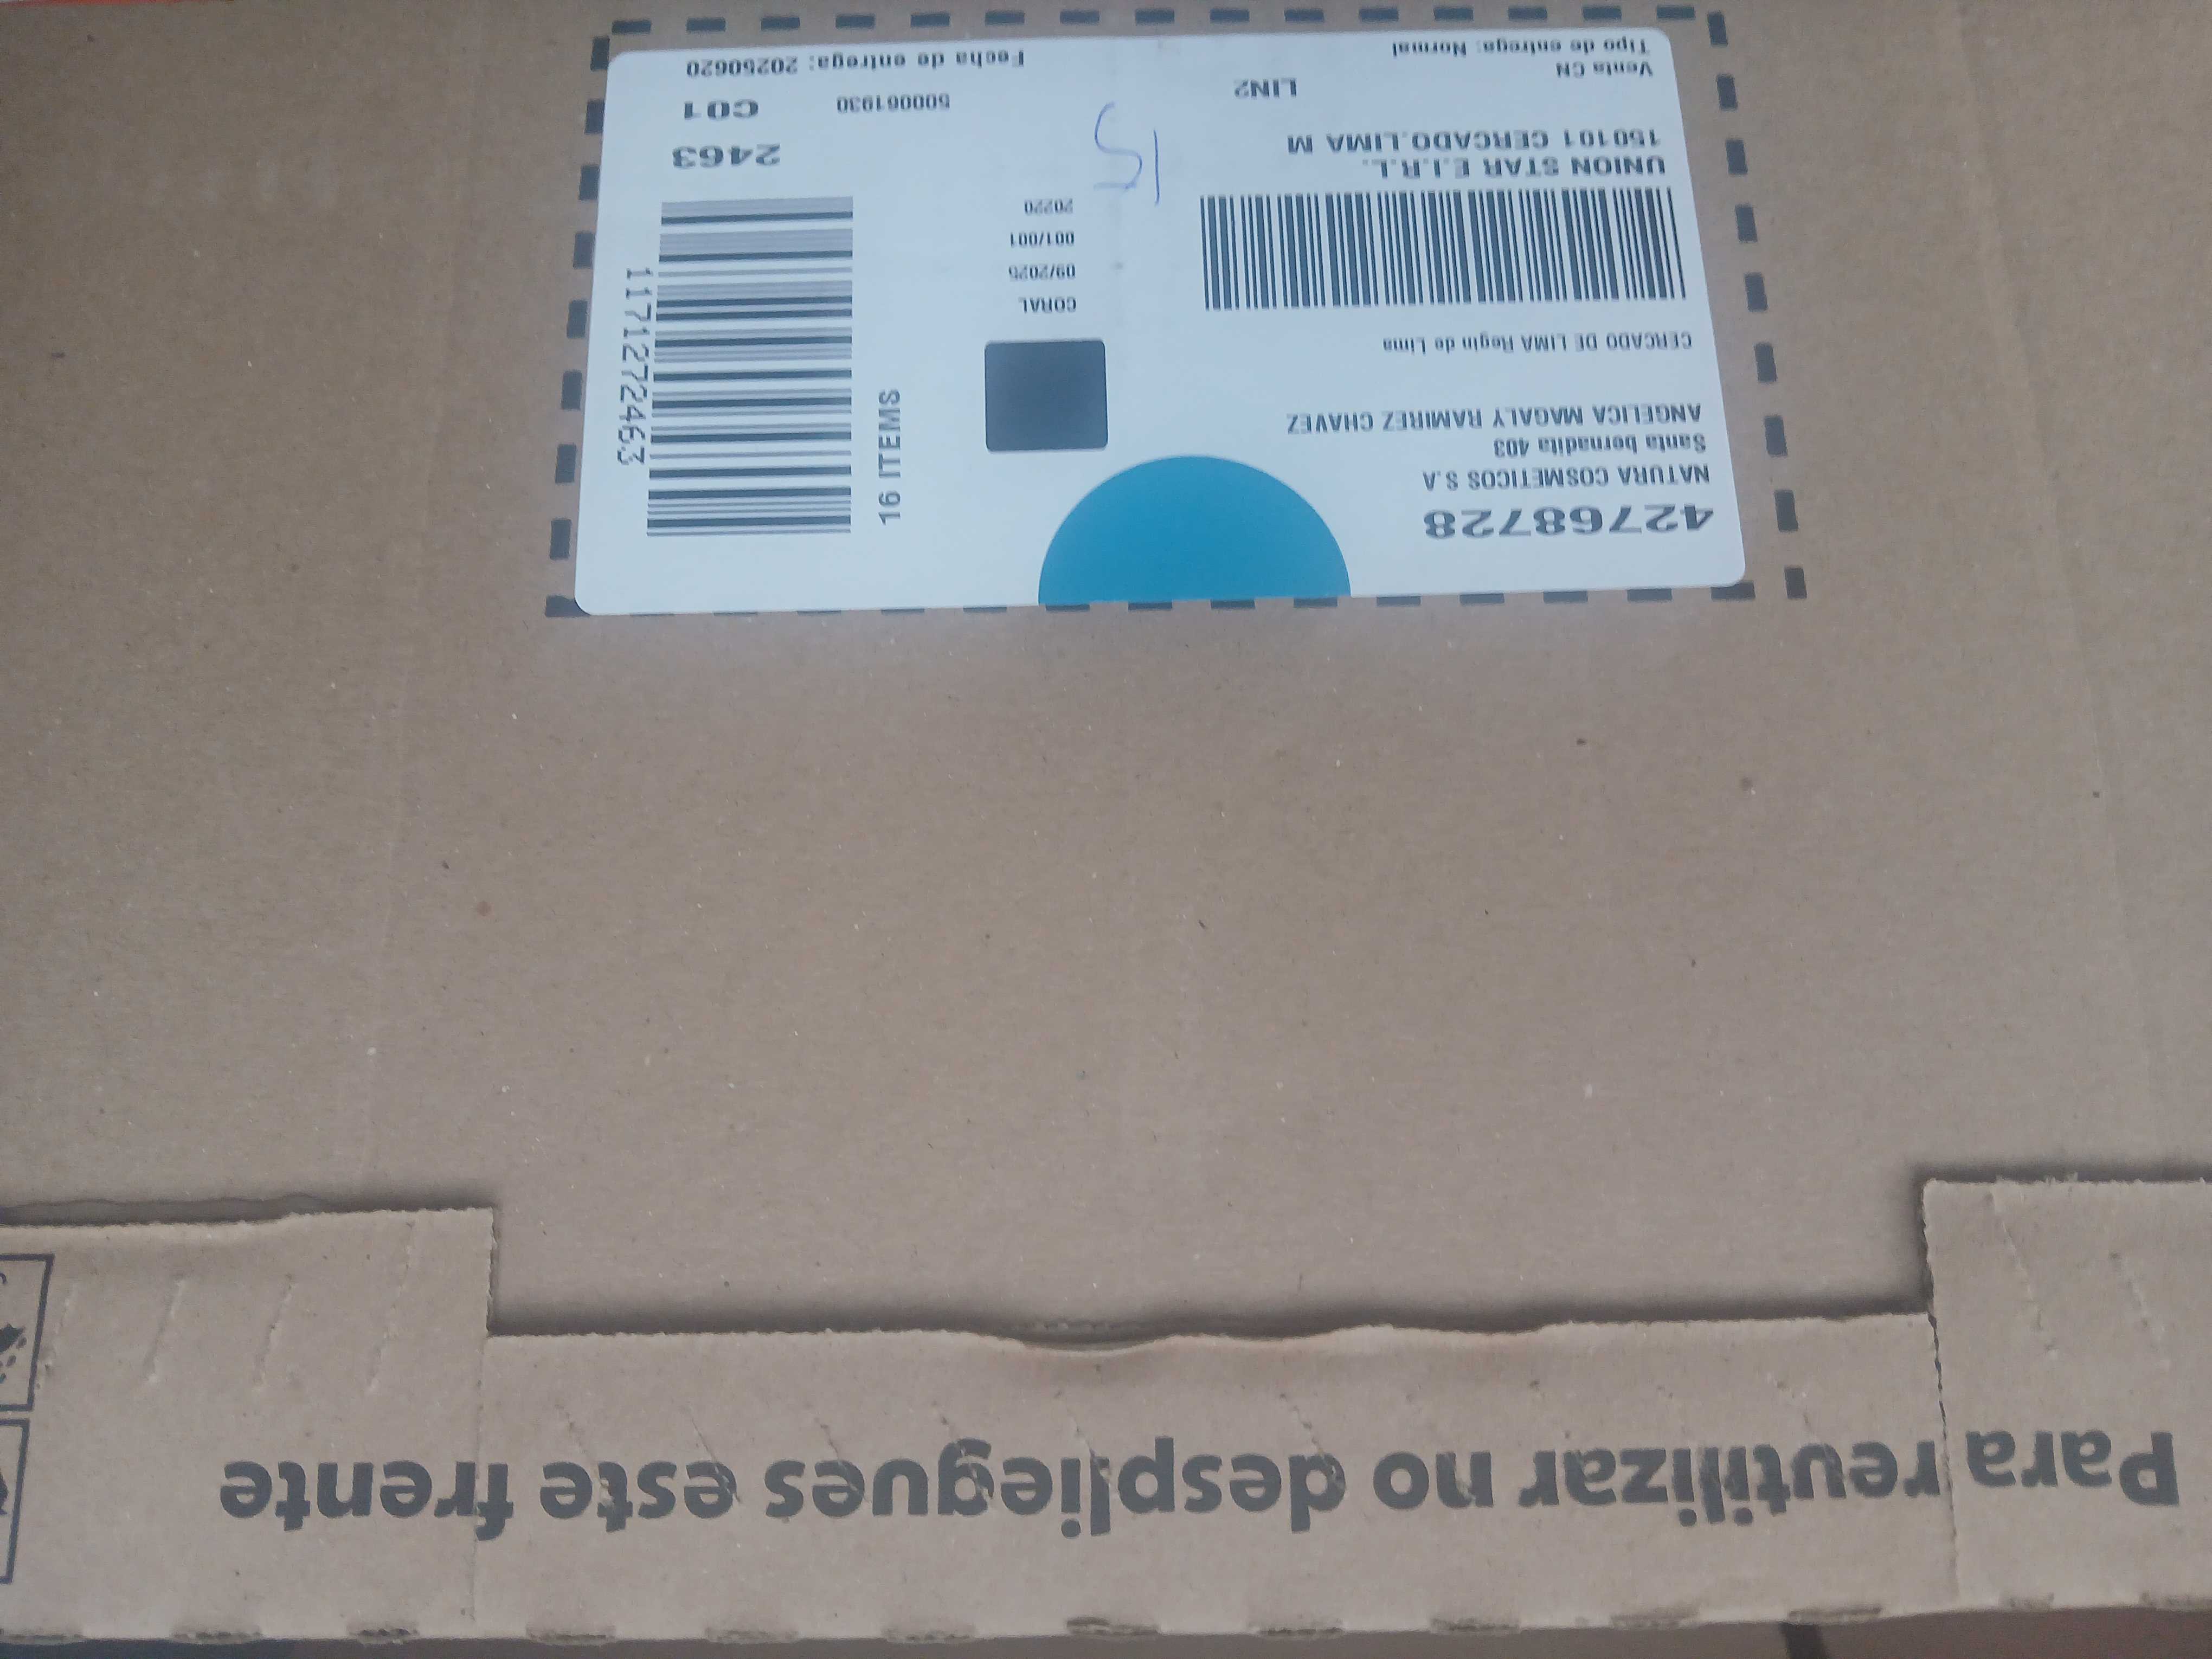 42768728
NATURA COSMETICOS S.A
Santa bernadita 403
ANGELICA MAGALY RAMIREZ CHAVEZ
CERCADO DE LIMA Regin de Lima
UNION STAR E.I.R.L.
150101 CERCADO.LIMA M
LIN2
Venta CN
Tipo de entrega: Normal
CORAL
09/2025
001/001
20220
15
16 ITEMS
1171272463
2463
500061930
C01
Fecha de entrega: 20250620
Para reutilizar no despliegues este frente